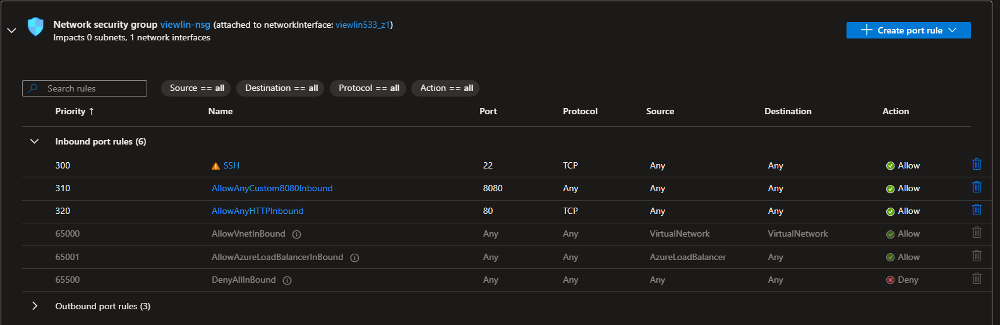 Network security group viewlin-nsg (attached to networkInterface: viewlin533_z1)
Impacts 0 subnets, 1 network interfaces
Create port rule
Search rules Source == all Destination == all Protocol == all Action == all
Priority ↑ Name Port Protocol Source Destination Action
Inbound port rules (6)
300 SSH 22 TCP Any Any Allow
310 AllowAnyCustom8080Inbound 8080 Any Any Any Allow
320 AllowAnyHTTPInbound 80 TCP Any Any Allow
65000 AllowVnetInBound Any Any VirtualNetwork VirtualNetwork Allow
65001 AllowAzureLoadBalancerInBound Any Any AzureLoadBalancer Any Allow
65500 DenyAllInBound Any Any Any Any Deny
Outbound port rules (3)